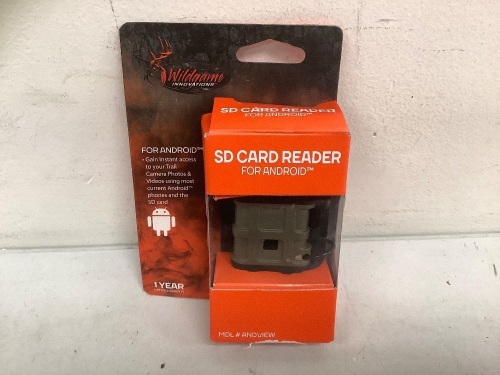 Wildgame
INNOVATIONS™
FOR ANDROID™
• Gain Instant access
to your Trail
Camera Photos &
Videos using most
current Android™
phones and the
SD card
1 YEAR
SD CARD READER
FOR ANDROID™
SD CARD READER
FOR ANDROID™
MDL # ANDVIEW